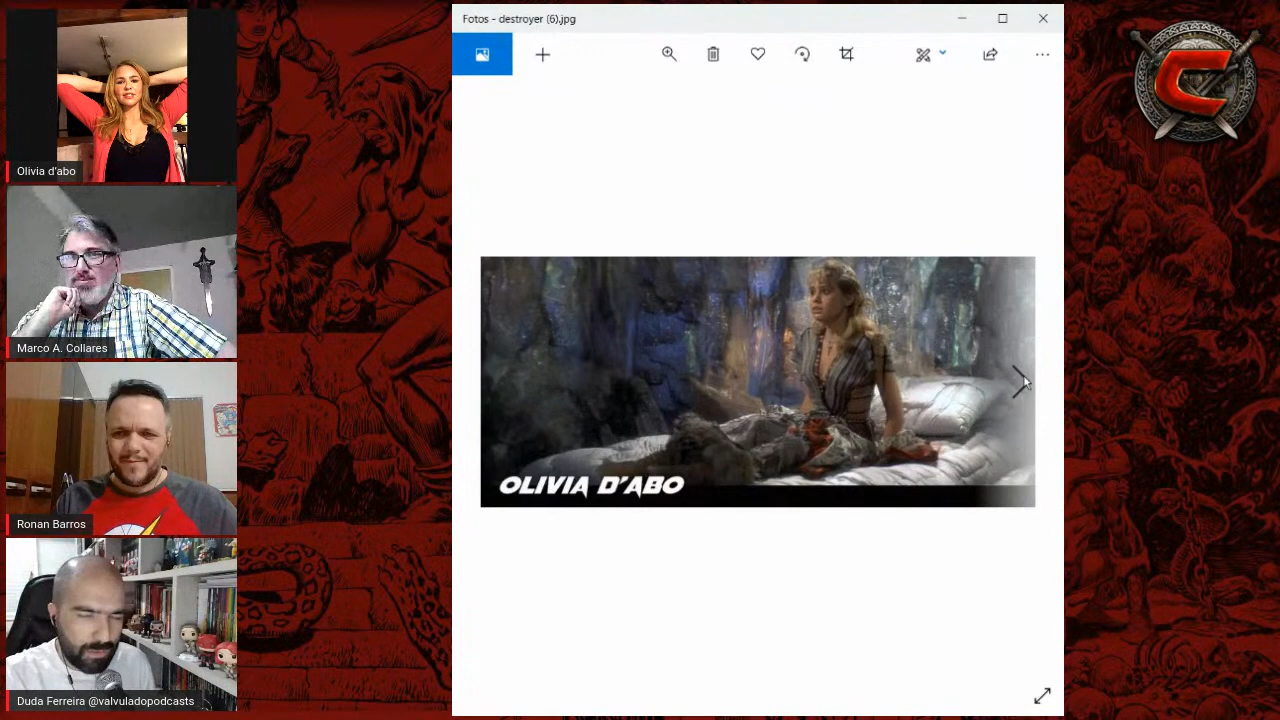 Fotos - destroyer (6).jpg
Olivia d'abo
Marco A. Collares
Ronan Barros
Duda Ferreira @valvuladopodcasts
OLIVIA D'ABO
C